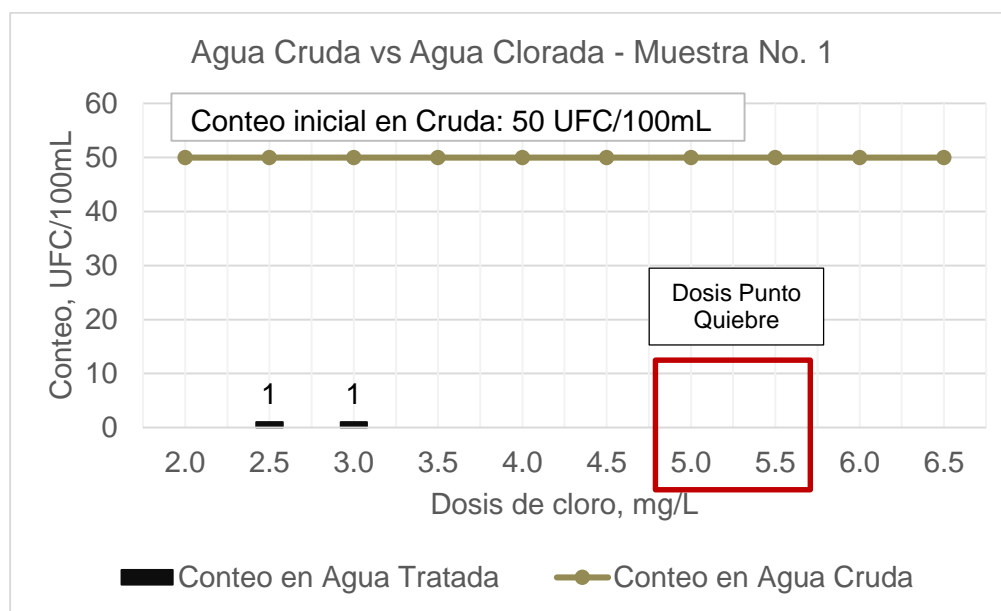 Agua Cruda vs Agua Clorada - Muestra No. 1
Conteo inicial en Cruda: 50 UFC/100mL
Conteo, UFC/100mL
60
50
40
30
20
10
0
Dosis Punto
Quiebre
1 1
2.0 2.5 3.0 3.5 4.0 4.5 5.0 5.5 6.0 6.5
Dosis de cloro, mg/L
Conteo en Agua Tratada Conteo en Agua Cruda